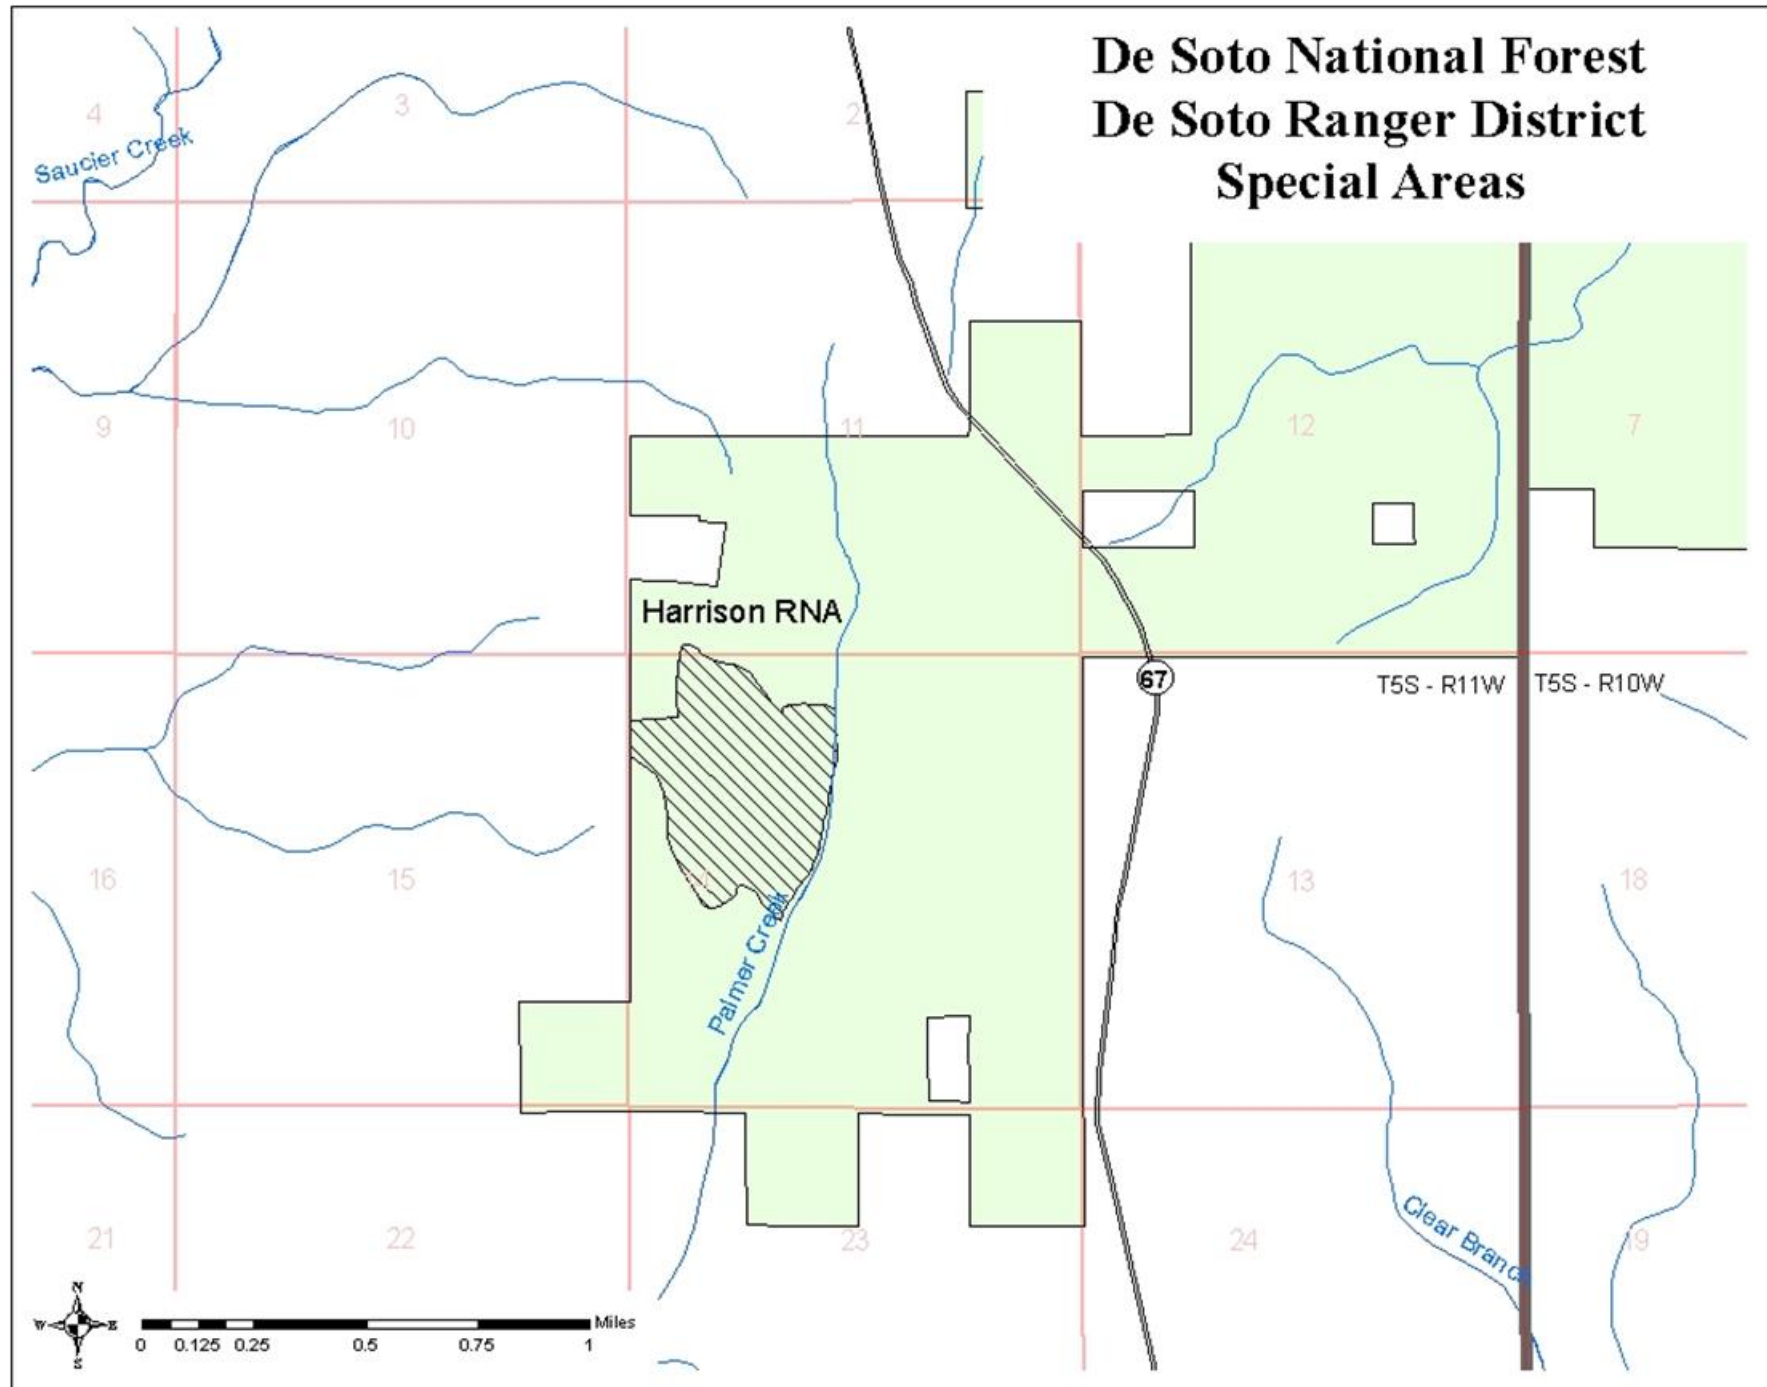 De Soto National Forest
De Soto Ranger District
Special Areas
4
3
2
Saucier Creek
9
10
11
12
7
Harrison RNA
67
T5S - R11W
T5S - R10W
16
15
14
13
18
Palmer Creek
21
22
23
24
Clear Branch
19
N
W E
S
Miles
0 0.125 0.25 0.5 0.75 1